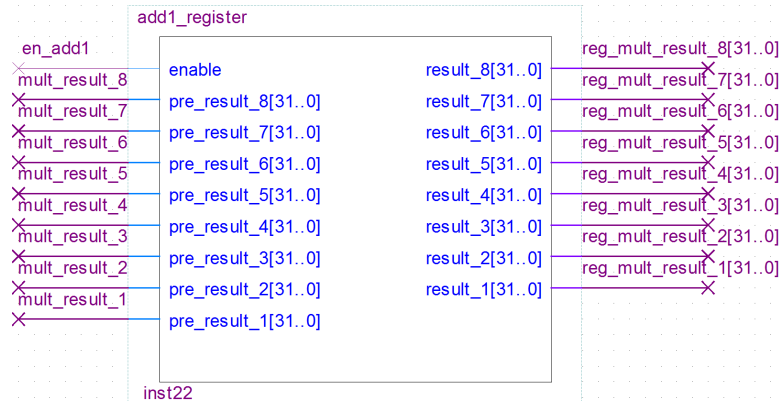 add1_register
en_add1
reg_mult_result_8[31..0]
enable
result_8[31..0]
mult_result_8
reg_mult_result_7[31..0]
pre_result_8[31..0]
result_7[31..0]
mult_result_7
reg_mult_result_6[31..0]
pre_result_7[31..0]
result_6[31..0]
mult_result_6
reg_mult_result_5[31..0]
pre_result_6[31..0]
result_5[31..0]
mult_result_5
reg_mult_result_4[31..0]
pre_result_5[31..0]
result_4[31..0]
mult_result_4
reg_mult_result_3[31..0]
pre_result_4[31..0]
result_3[31..0]
mult_result_3
reg_mult_result_2[31..0]
pre_result_3[31..0]
result_2[31..0]
mult_result_2
reg_mult_result_1[31..0]
pre_result_2[31..0]
result_1[31..0]
mult_result_1
pre_result_1[31..0]
inst22